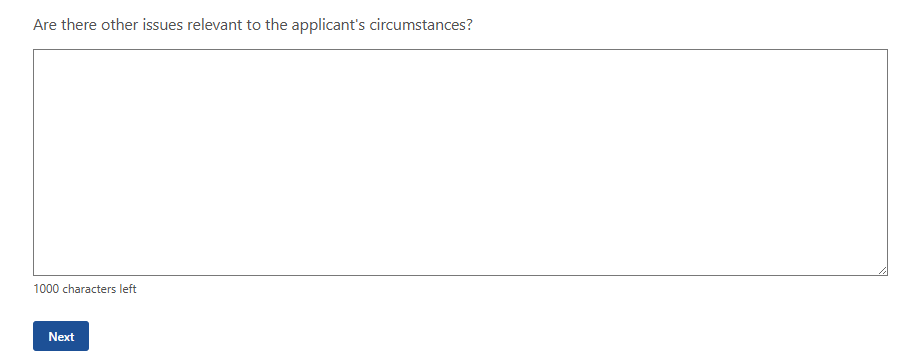 Are there other issues relevant to the applicant's circumstances?
1000 characters left
Next